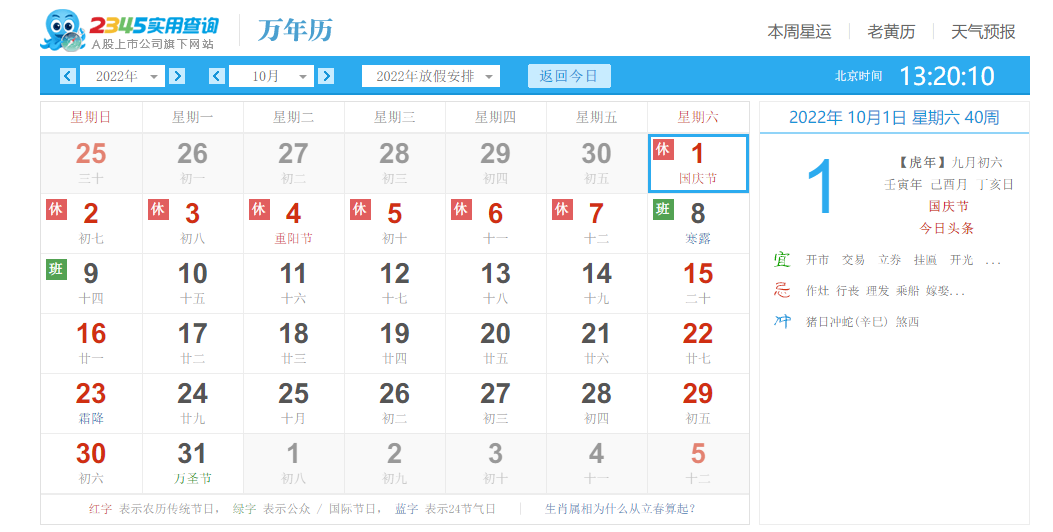 2345实用查询
A股上市公司旗下网站
万年历
本周星运 老黄历 天气预报
2022年 10月 2022年放假安排 返回今日 北京时间 13:20:10
星期日 星期一 星期二 星期三 星期四 星期五 星期六
25 26 27 28 29 30 休 1
三十 初一 初二 初三 初四 初五 国庆节
休 2 休 3 休 4 休 5 休 6 休 7 班 8
初七 初八 重阳节 初十 十一 十二 寒露
班 9 10 11 12 13 14 15
十四 十五 十六 十七 十八 十九 二十
16 17 18 19 20 21 22
廿一 廿二 廿三 廿四 廿五 廿六 廿七
23 24 25 26 27 28 29
霜降 廿九 十月 初二 初三 初四 初五
30 31 1 2 3 4 5
初六 万圣节 初八 初九 初十 十一 十二
红字 表示农历传统节日， 绿字 表示公众 / 国际节日， 蓝字 表示24节气日 | 生肖属相为什么从立春算起？
2022年 10月1日 星期六 40周
1
【虎年】九月初六
壬寅年 己酉月 丁亥日
国庆节
今日头条
宜 开市 交易 立券 挂匾 开光 ...
忌 作灶 行丧 理发 乘船 嫁娶...
冲 猪日冲蛇(辛巳) 煞西